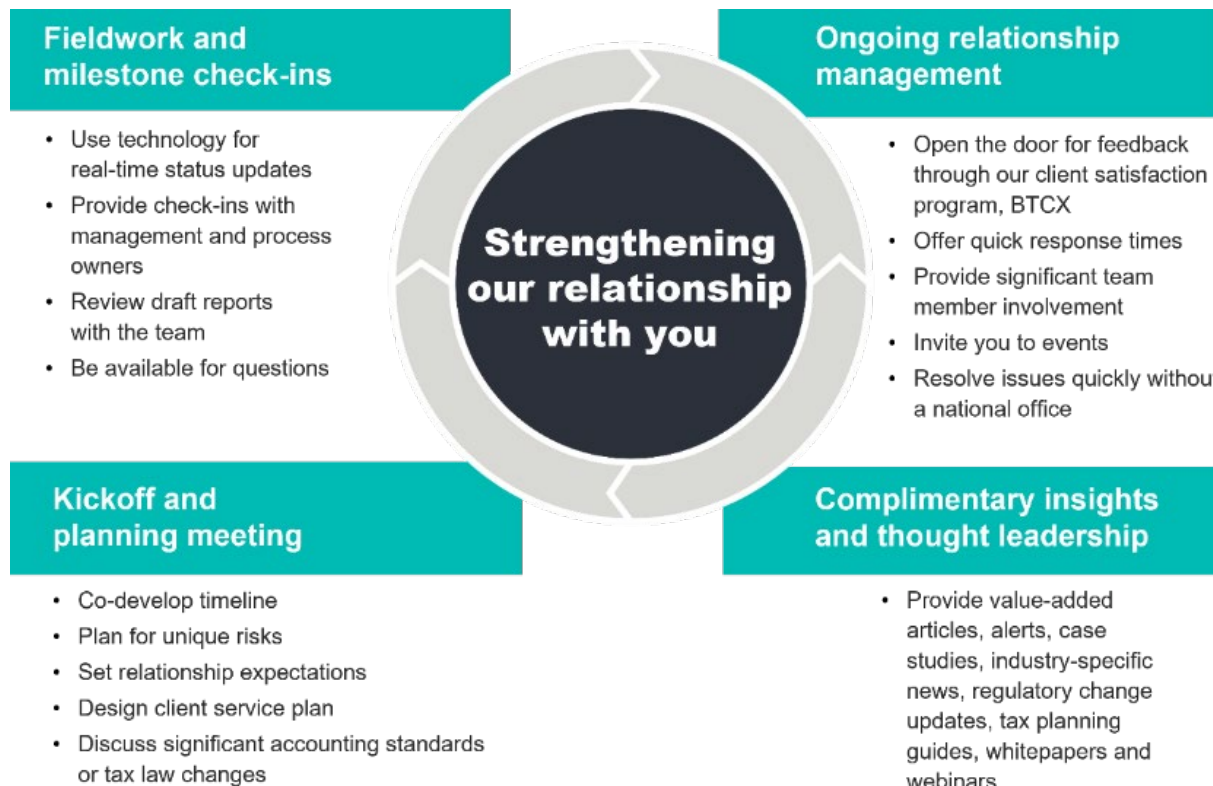 Fieldwork and
milestone check-ins
• Use technology for
real-time status updates
• Provide check-ins with
management and process
owners
• Review draft reports
with the team
• Be available for questions
Ongoing relationship
management
• Open the door for feedback
through our client satisfaction
program, BTCX
• Offer quick response times
• Provide significant team
member involvement
• Invite you to events
• Resolve issues quickly withou
a national office
Strengthening
our relationship
with you
Kickoff and
planning meeting
• Co-develop timeline
• Plan for unique risks
• Set relationship expectations
• Design client service plan
• Discuss significant accounting standards
or tax law changes
Complimentary insights
and thought leadership
• Provide value-added
articles, alerts, case
studies, industry-specific
news, regulatory change
updates, tax planning
guides, whitepapers and
webinars